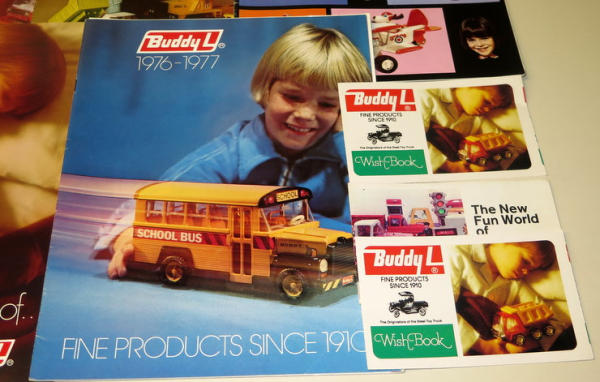 Buddy L®
1976-1977
SCHOOL
SCHOOL BUS
BUDDY L
FINE PRODUCTS SINCE 1910
of..
Buddy L®
FINE PRODUCTS
SINCE 1910
The Originators of the Steel Toy Truck
Wish-Book
The New
Fun World
of
Buddy L®
FINE PRODUCTS
SINCE 1910
The Originators of the Steel Toy Truck
Wish-Book